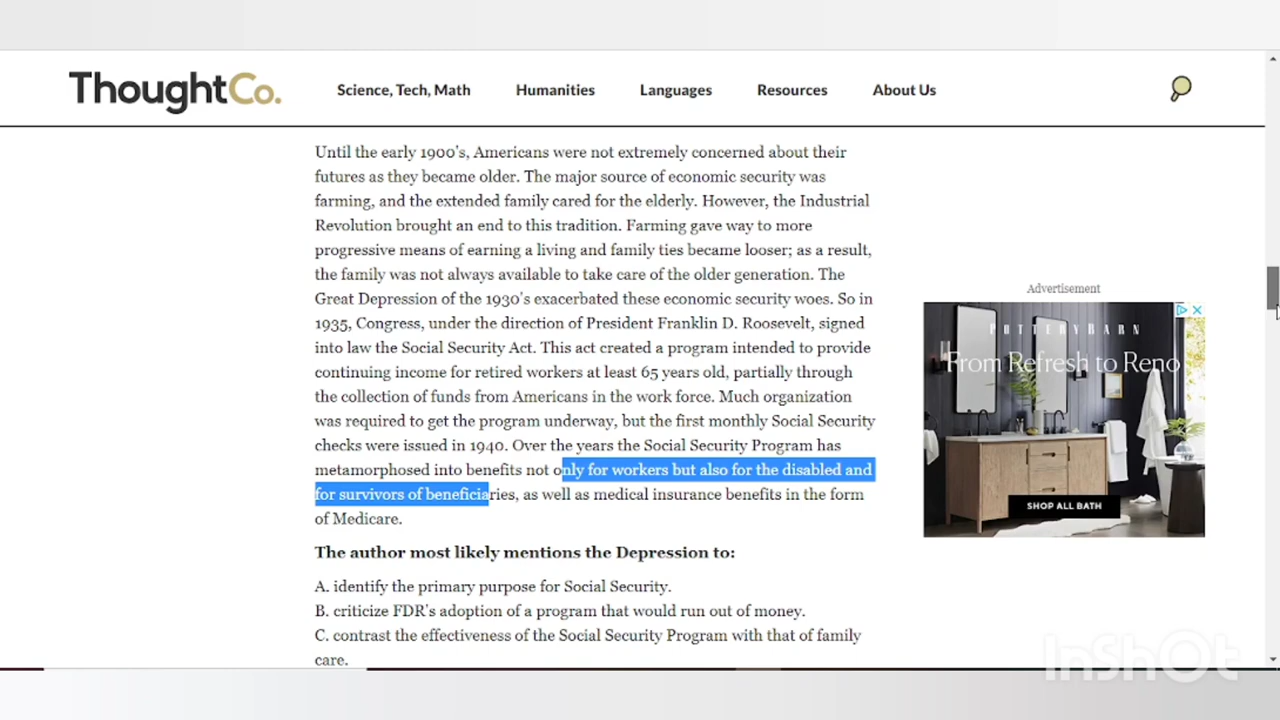 ThoughtCo.
Science, Tech, Math
Humanities
Languages
Resources
About Us
Until the early 1900's, Americans were not extremely concerned about their
futures as they became older. The major source of economic security was
farming, and the extended family cared for the elderly. However, the Industrial
Revolution brought an end to this tradition. Farming gave way to more
progressive means of earning a living and family ties became looser; as a result,
the family was not always available to take care of the older generation. The
Great Depression of the 1930's exacerbated these economic security woes. So in
1935, Congress, under the direction of President Franklin D. Roosevelt, signed
into law the Social Security Act. This act created a program intended to provide
continuing income for retired workers at least 65 years old, partially through
the collection of funds from Americans in the work force. Much organization
was required to get the program underway, but the first monthly Social Security
checks were issued in 1940. Over the years the Social Security Program has
metamorphosed into benefits not only for workers but also for the disabled and
for survivors of beneficiaries, as well as medical insurance benefits in the form
of Medicare.
The author most likely mentions the Depression to:
A. identify the primary purpose for Social Security.
B. criticize FDR's adoption of a program that would run out of money.
C. contrast the effectiveness of the Social Security Program with that of family
care.
Advertisement
POTTERY BARN
From Refresh to Reno
SHOP ALL BATH
InShOt